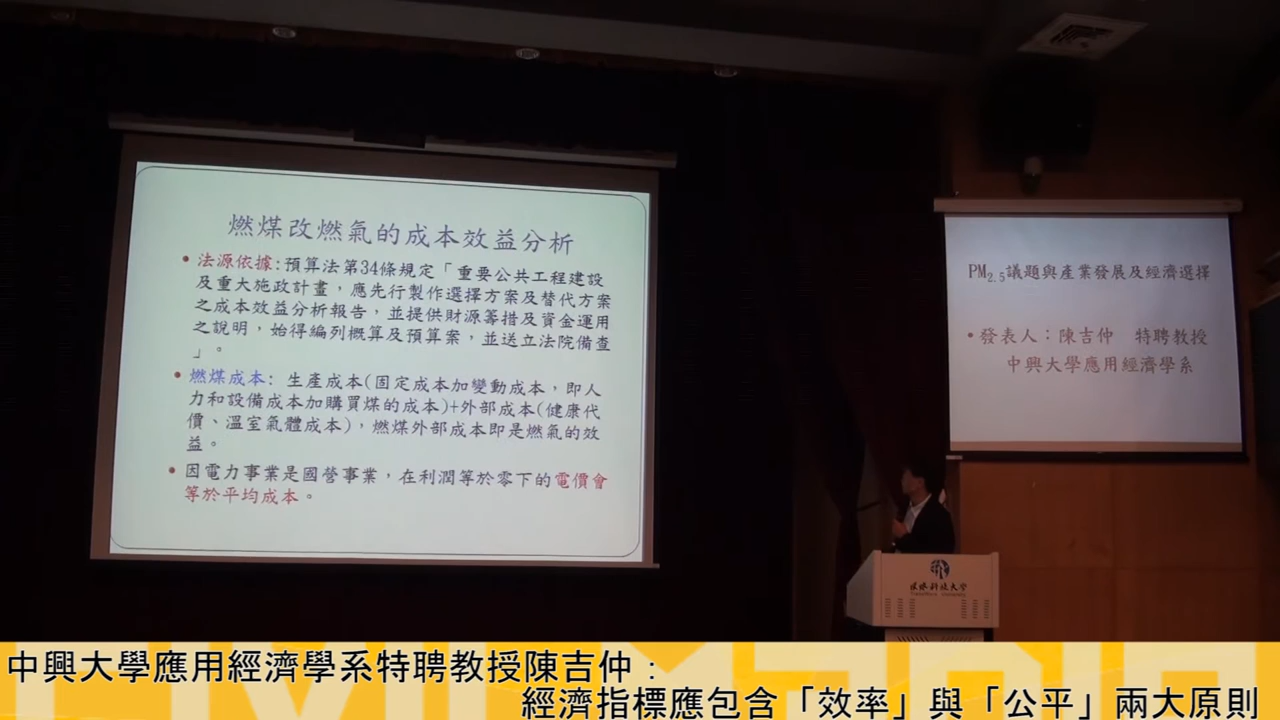 燃煤改燃氣的成本效益分析
•法源依據:預算法第34條規定「重要公共工程建設
及重大施政計畫，應先行製作選擇方案及替代方案
之成本效益分析報告，並提供財源籌措及資金運用
之說明，始得編列概算及預算案，並送立法院備查
」。
•燃煤成本: 生產成本(固定成本加變動成本，即人
力和設備成本加購買煤的成本)+外部成本(健康代
價、溫室氣體成本)，燃煤外部成本即是燃氣的效
益。
•因電力事業是國營事業，在利潤等於零下的電價會
等於平均成本。
PM2.5議題與產業發展及經濟選擇
•發表人：陳吉仲 特聘教授
中興大學應用經濟學系
科技大學
中興大學應用經濟學系特聘教授陳吉仲：
經濟指標應包含「效率」與「公平」兩大原則